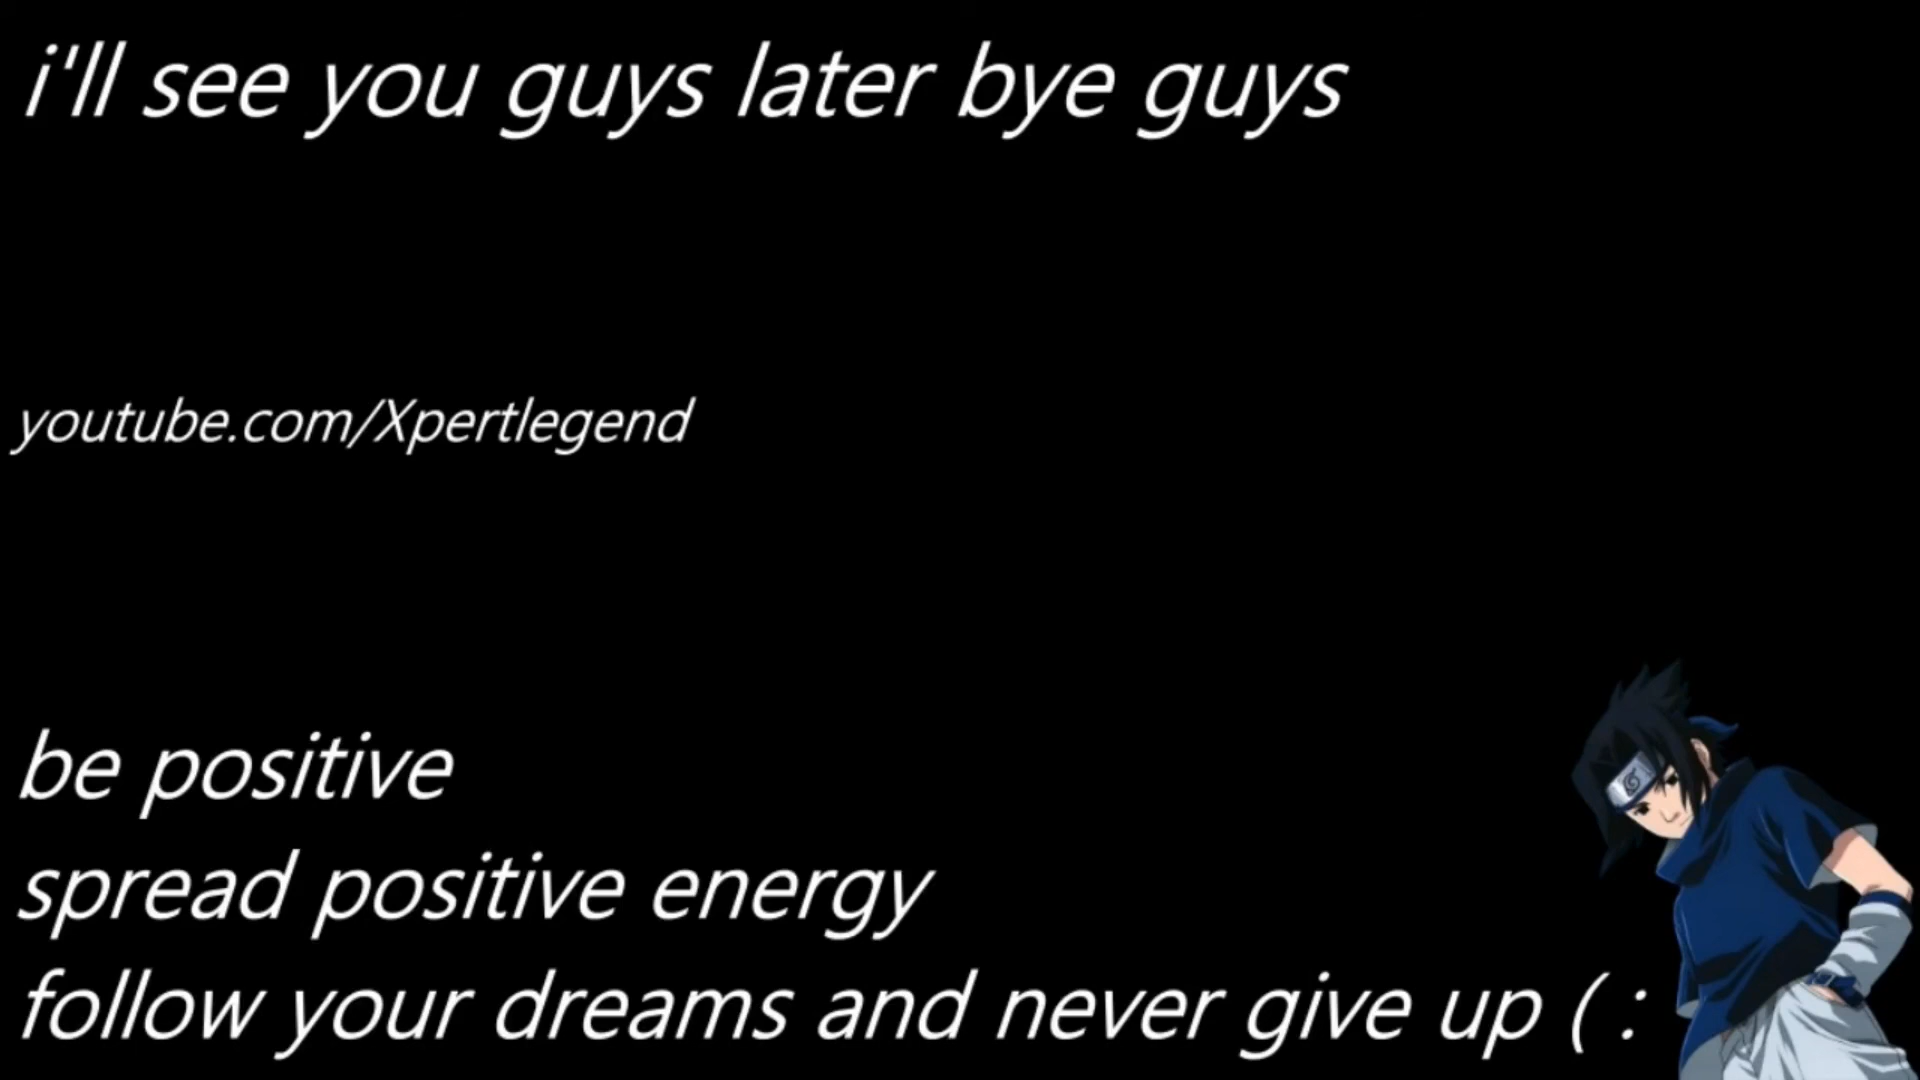 i'll see you guys later bye guys
youtube.com/Xpertlegend
be positive
spread positive energy
follow your dreams and never give up ( :